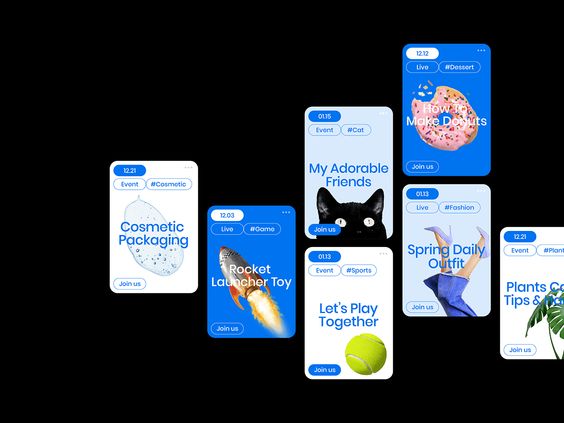 12.21
Event
#Cosmetic
Cosmetic
Packaging
Join us
12.03
Live
#Game
Rocket
Launcher Toy
Join us
01.15
Event
#Cat
My Adorable
Friends
Join us
01.13
Event
#Sports
Let's Play
Together
Join us
12.12
Live
#Dessert
How To
Make Donuts
Join us
01.13
Live
#Fashion
Spring Daily
Outfit
Join us
12.21
Event
#Plant
Plants
Tips &
Join us